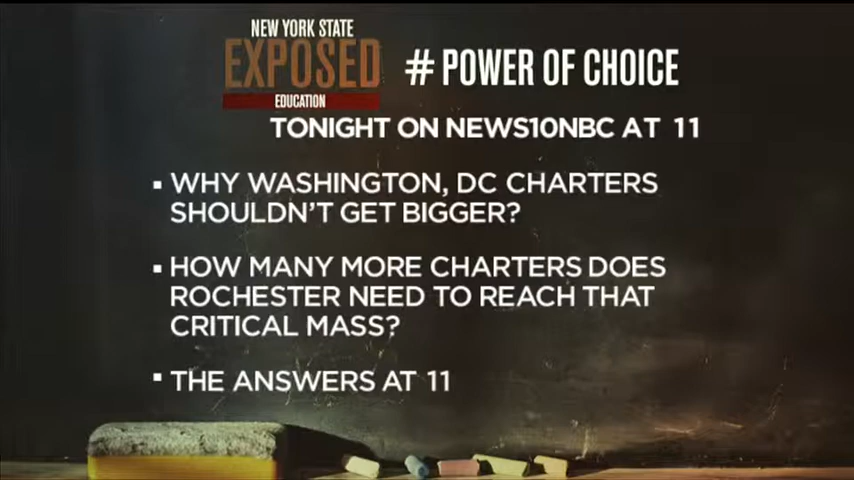 NEW YORK STATE
EXPOSED
EDUCATION
# POWER OF CHOICE
TONIGHT ON NEWS10NBC AT 11
▪ WHY WASHINGTON, DC CHARTERS
SHOULDN'T GET BIGGER?
▪ HOW MANY MORE CHARTERS DOES
ROCHESTER NEED TO REACH THAT
CRITICAL MASS?
▪ THE ANSWERS AT 11